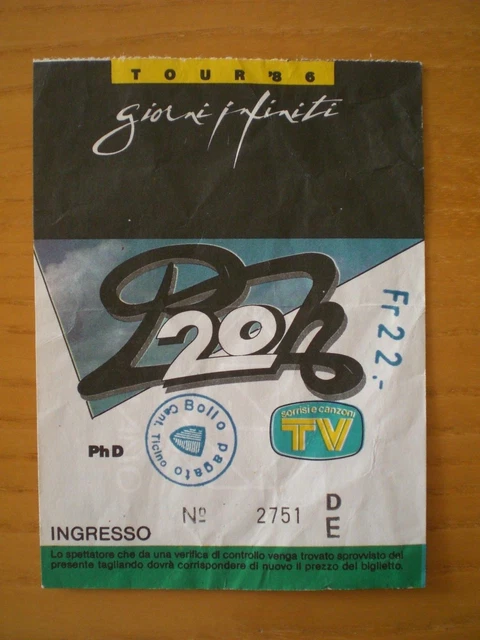 TOUR '86
giorni infiniti
Pooh
20
Fr 22.-
sorrisi e canzoni
TV
PhD
Bollo pagato
Cant. Ticino
Nº 2751
D
E
INGRESSO
Lo spettatore che da una verifica di controllo venga trovato sprovvisto del
presente tagliando dovrà corrispondere di nuovo il prezzo del biglietto.